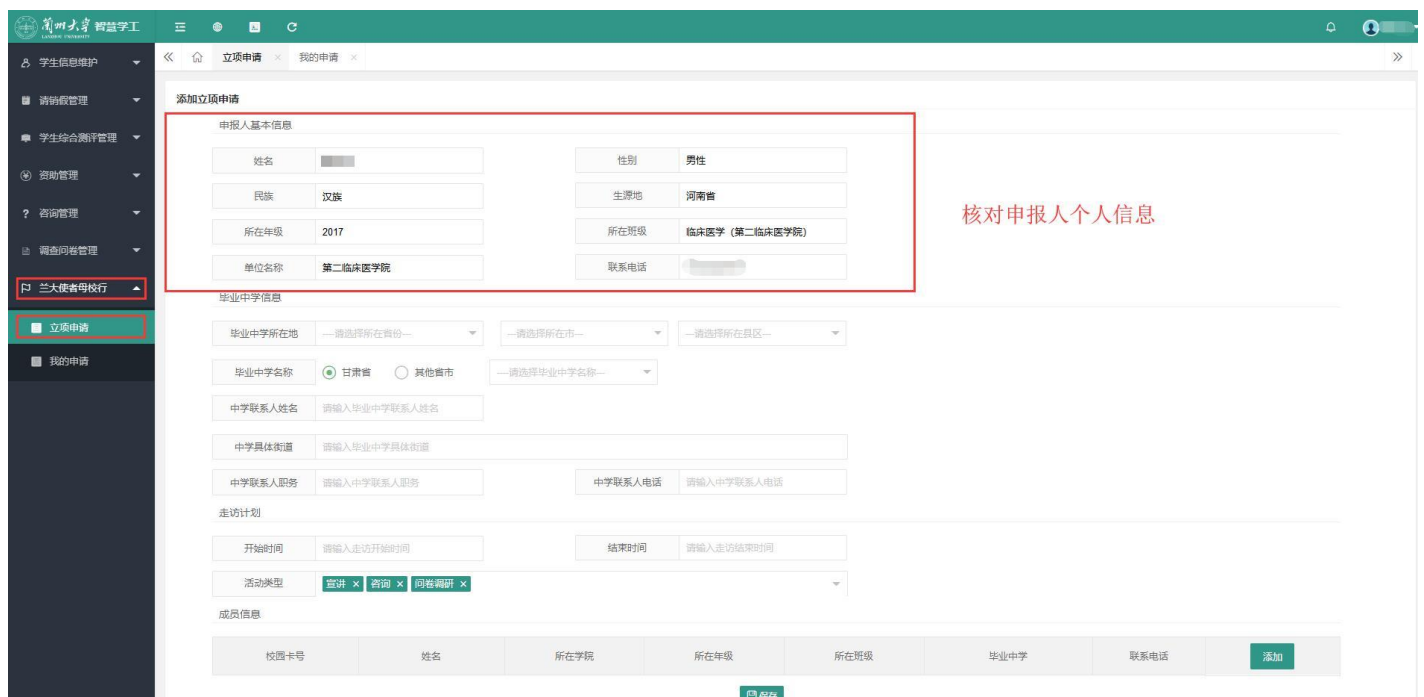 兰州大学 智慧学工
LANZHOU UNIVERSITY
学生信息维护
请销假管理
学生综合测评管理
资助管理
咨询管理
调查问卷管理
兰大使者母校行
立项申请
我的申请
立项申请 × 我的申请 ×
添加立项申请
申报人基本信息
姓名 性别 男性
民族 汉族 生源地 河南省
所在年级 2017 所在班级 临床医学（第二临床医学院）
单位名称 第二临床医学院 联系电话
核对申报人个人信息
毕业中学信息
毕业中学所在地 ---请选择所在省份--- ---请选择所在市--- ---请选择所在县区---
毕业中学名称 甘肃省 其他省市 ---请选择毕业中学名称---
中学联系人姓名 请输入毕业中学联系人姓名
中学具体街道 请输入毕业中学具体街道
中学联系人职务 请输入中学联系人职务 中学联系人电话 请输入中学联系人电话
走访计划
开始时间 请输入走访开始时间 结束时间 请输入走访结束时间
活动类型 宣讲 × 咨询 × 问卷调研 ×
成员信息
校园卡号 姓名 所在学院 所在年级 所在班级 毕业中学 联系电话 添加
保存